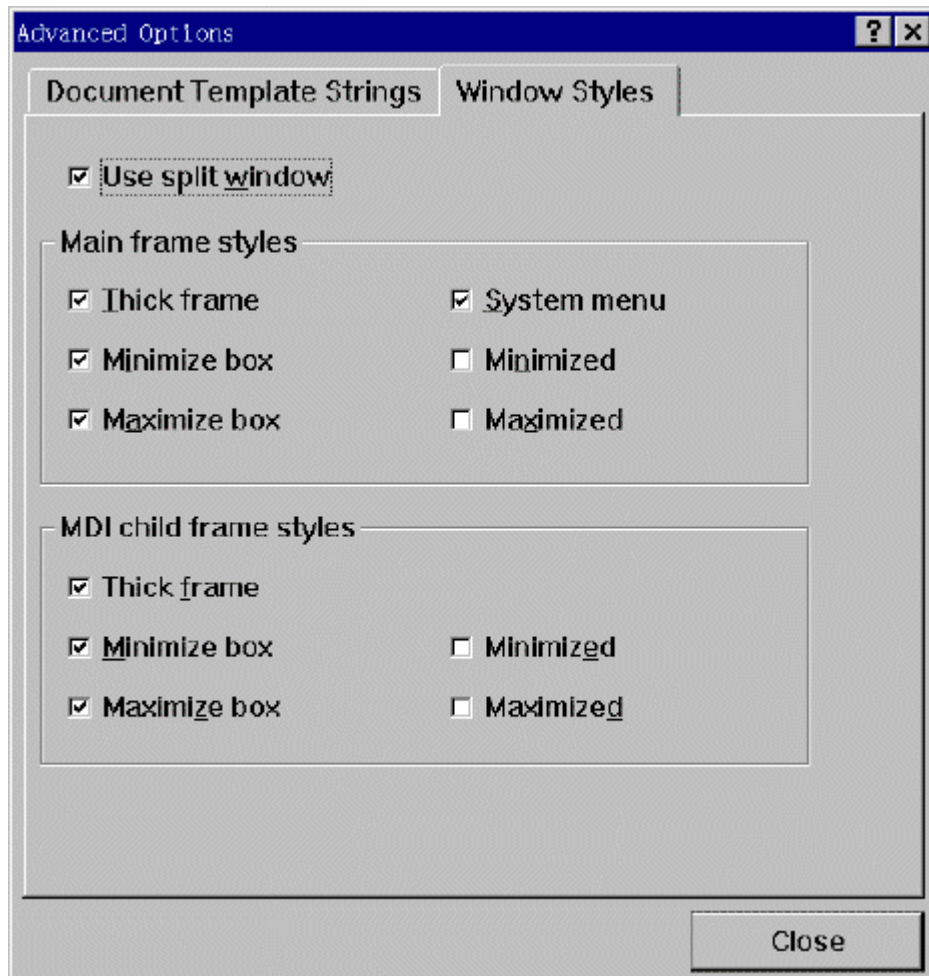 Advanced Options
Document Template Strings
Window Styles
Use split window
Main frame styles
Thick frame
System menu
Minimize box
Minimized
Maximize box
Maximized
MDI child frame styles
Thick frame
Minimize box
Minimized
Maximize box
Maximized
Close